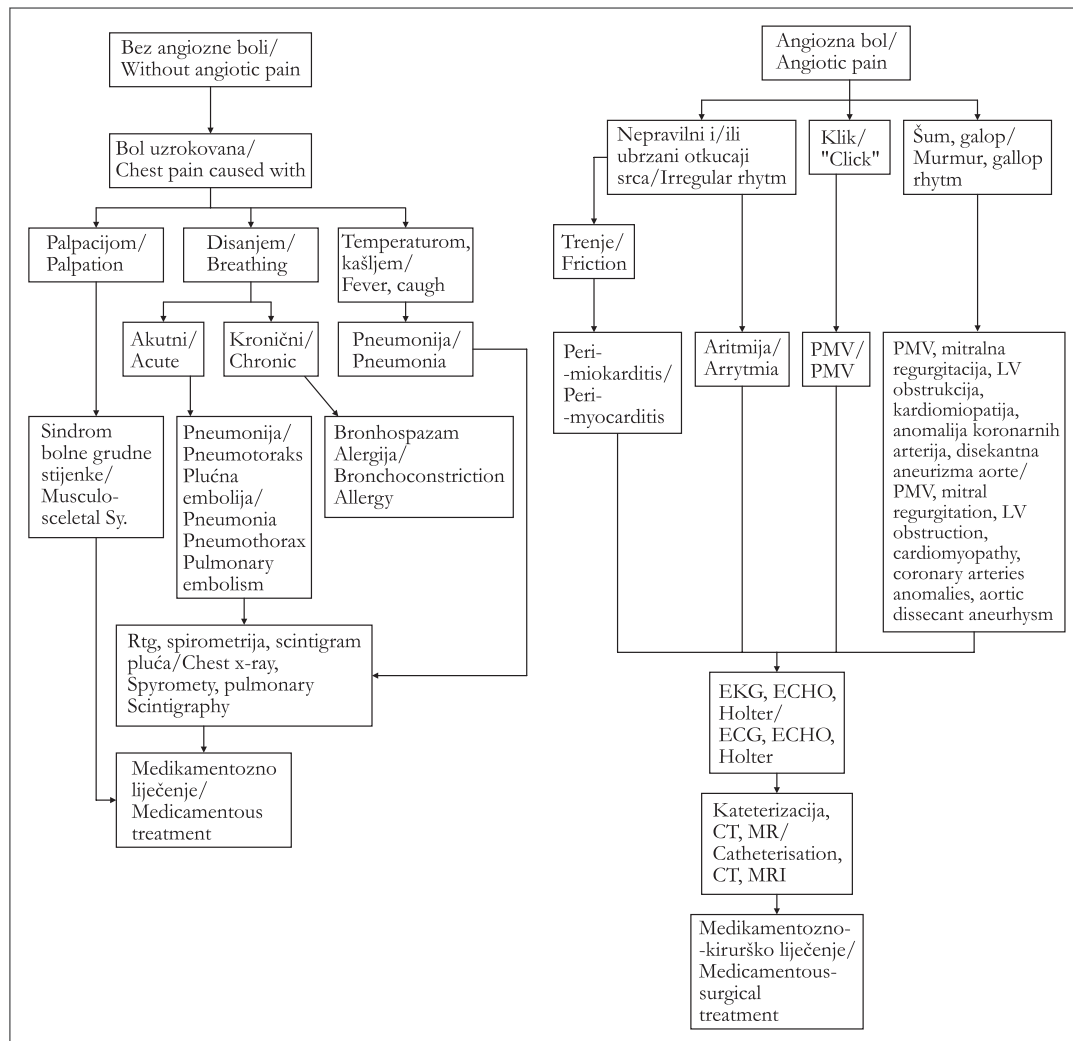 Bez angiozne boli/
Without angiotic pain
Bol uzrokovana/
Chest pain caused with
Palpacijom/
Palpation
Disanjem/
Breathing
Temperaturom,
kašljem/
Fever, caugh
Akutni/
Acute
Kronični/
Chronic
Pneumonija/
Pneumonia
Sindrom
bolne grudne
stijenke/
Musculo-
sceletal Sy.
Pneumonija/
Pneumotoraks
Plućna
embolija/
Pneumonia
Pneumothorax
Pulmonary
embolism
Bronhospazam
Alergija/
Bronchoconstriction
Allergy
Rtg, spirometrija, scintigram
pluća/Chest x-ray,
Spyromety, pulmonary
Scintigraphy
Medikamentozno
liječenje/
Medicamentous
treatment
Angiozna bol/
Angiotic pain
Nepravilni i/ili
ubrzani otkucaji
srca/Irregular rhytm
Klik/
"Click"
Šum, galop/
Murmur, gallop
rhytm
Trenje/
Friction
Peri-
-miokarditis/
Peri-
-myocarditis
Aritmija/
Arrytmia
PMV/
PMV
PMV, mitralna
regurgitacija, LV
obstrukcija,
kardiomiopatija,
anomalija koronarnih
arterija, disekantna
aneurizma aorte/
PMV, mitral
regurgitation, LV
obstruction,
cardiomyopathy,
coronary arteries
anomalies, aortic
dissecant aneurhysm
EKG, ECHO,
Holter/
ECG, ECHO,
Holter
Kateterizacija,
CT, MR/
Catheterisation,
CT, MRI
Medikamentozno-
-kirurško liječenje/
Medicamentous-
surgical
treatment